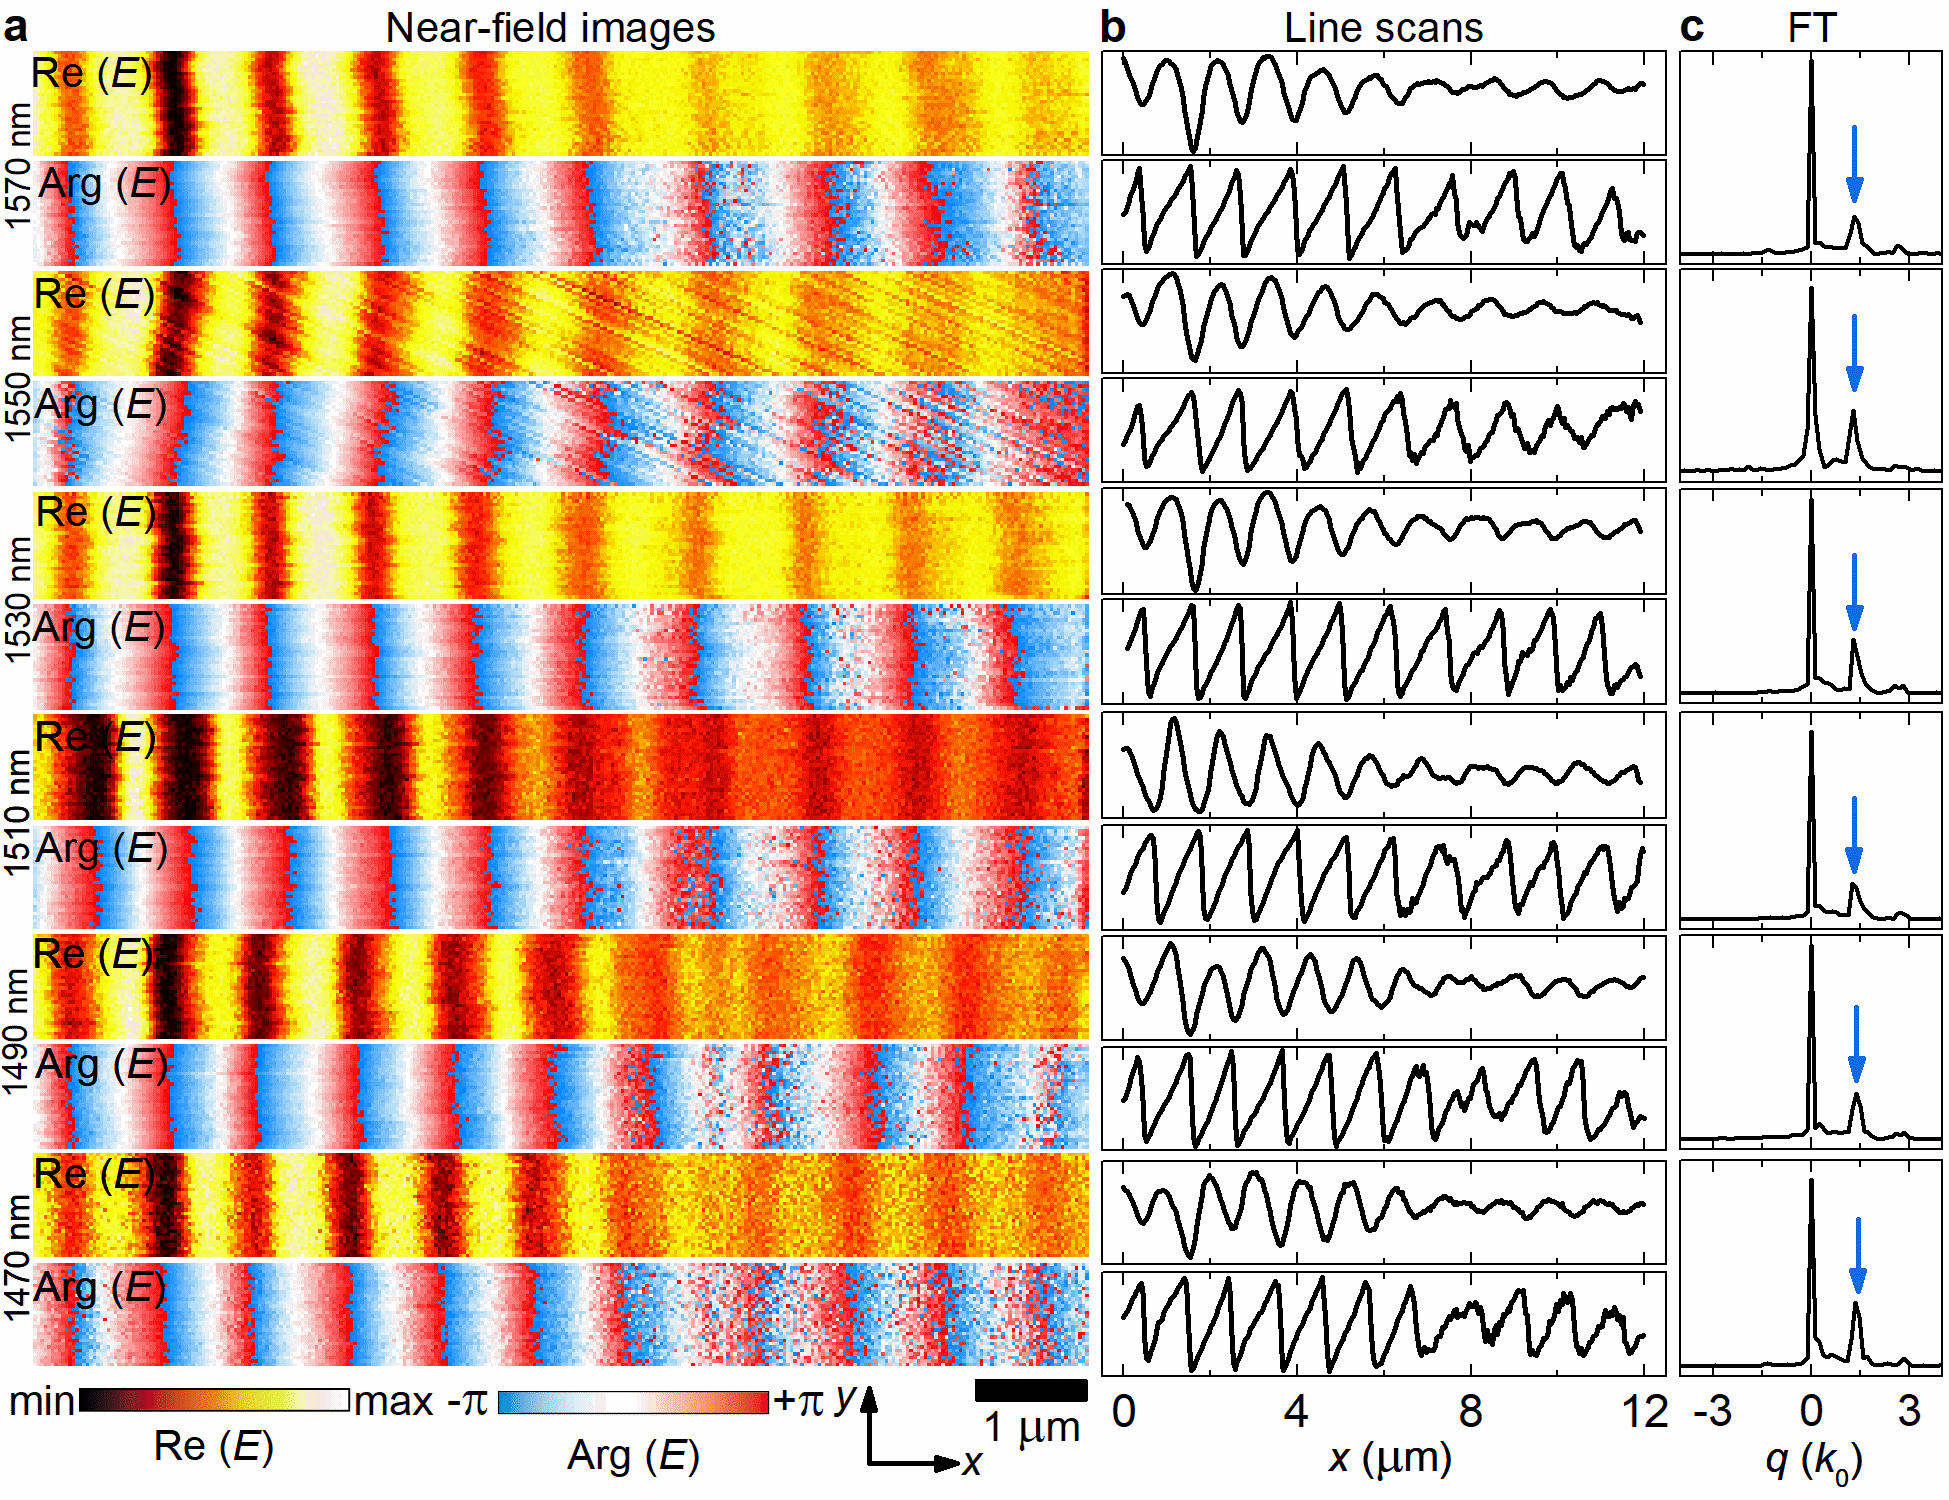 a Near-field images b Line scans c FT
1570 nm
Re (E)
Arg (E)
1550 nm
Re (E)
Arg (E)
1530 nm
Re (E)
Arg (E)
1510 nm
Re (E)
Arg (E)
1490 nm
Re (E)
Arg (E)
1470 nm
Re (E)
Arg (E)
min max
Re (E)
-π +π
Arg (E)
y
x
1 μm
0 4 8 12
x (μm)
-3 0 3
q (k₀)